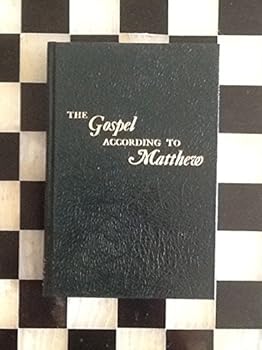 THE Gospel
ACCORDING TO
Matthew